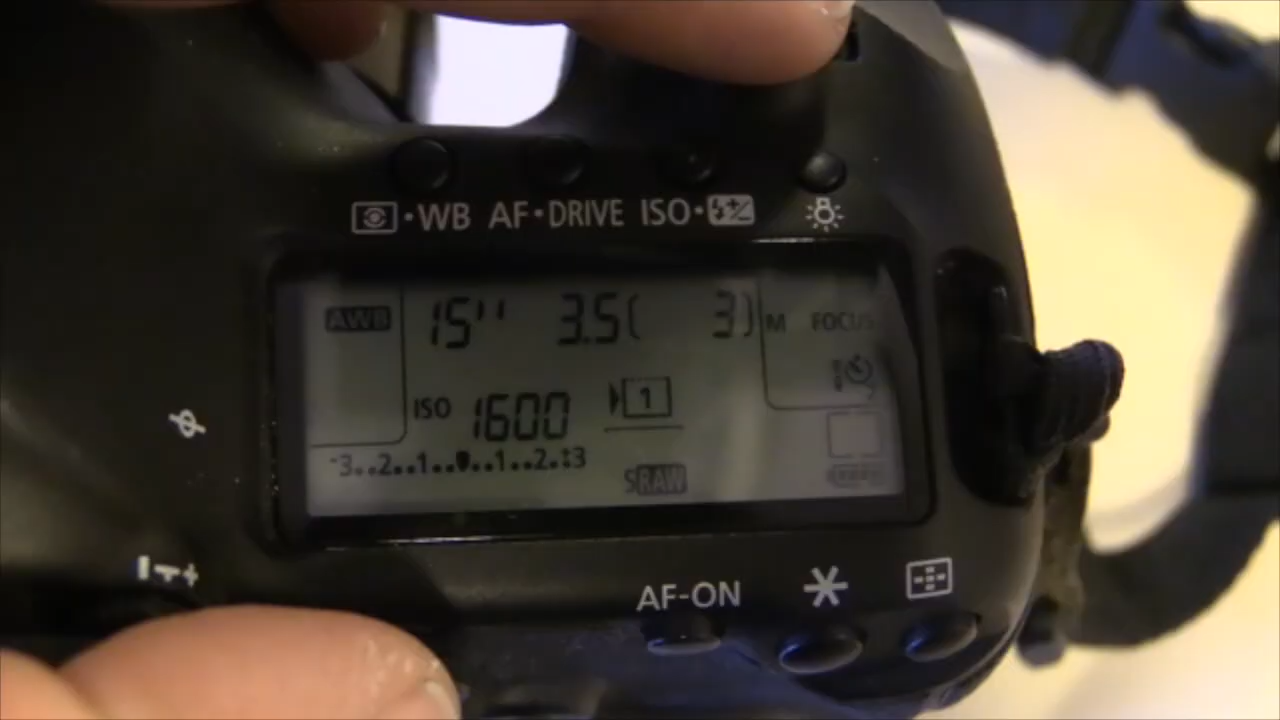 ·WB AF·DRIVE ISO·
AWB 15'' 3.5( 3) M FOCUS
ISO 1600 1
-3..2..1..▼..1..2..:3
SRAW
AF-ON